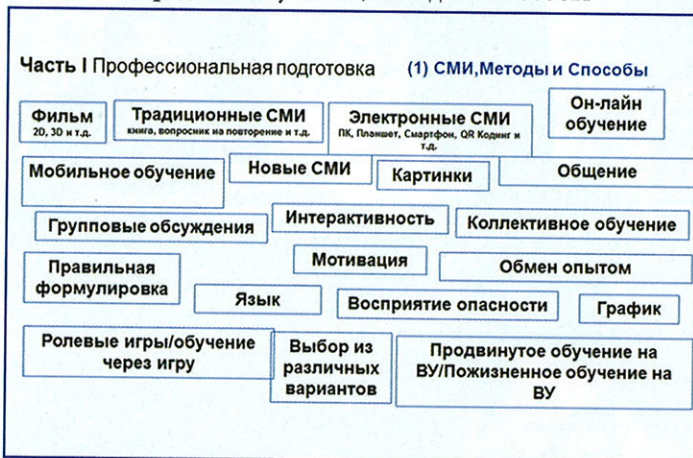 Часть I Профессиональная подготовка (1) СМИ,Методы и Способы
Фильм
2D, 3D и т.д.
Традиционные СМИ
книга, вопросник на повторение и т.д.
Электронные СМИ
ПК, Планшет, Смартфон, QR Кодинг и
т.д.
Он-лайн
обучение
Мобильное обучение
Новые СМИ
Картинки
Общение
Групповые обсуждения
Интерактивность
Коллективное обучение
Правильная
формулировка
Мотивация
Обмен опытом
Язык
Восприятие опасности
График
Ролевые игры/обучение
через игру
Выбор из
различных
вариантов
Продвинутое обучение на
ВУ/Пожизненное обучение на
ВУ